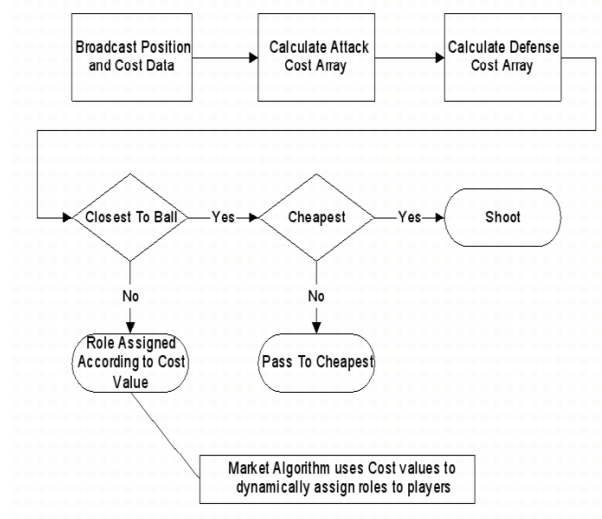 Broadcast Position
and Cost Data
Calculate Attack
Cost Array
Calculate Defense
Cost Array
Closest To Ball
Yes
Cheapest
Yes
Shoot
No
No
Role Assigned
According to Cost
Value
Pass To Cheapest
Market Algorithm uses Cost values to
dynamically assign roles to players